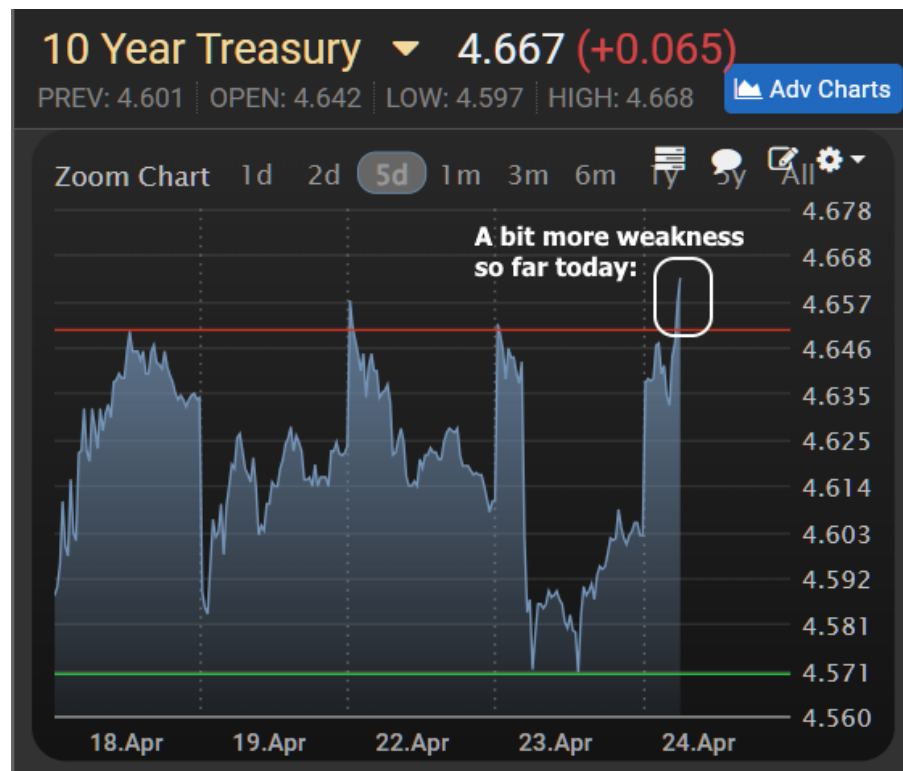 10 Year Treasury 4.667 (+0.065)
PREV: 4.601 OPEN: 4.642 LOW: 4.597 HIGH: 4.668
Adv Charts
Zoom Chart 1d 2d 5d 1m 3m 6m 1y 5y All
4.678
A bit more weakness
so far today:
4.668
4.657
4.646
4.635
4.625
4.614
4.603
4.592
4.581
4.571
4.560
18.Apr 19.Apr 22.Apr 23.Apr 24.Apr